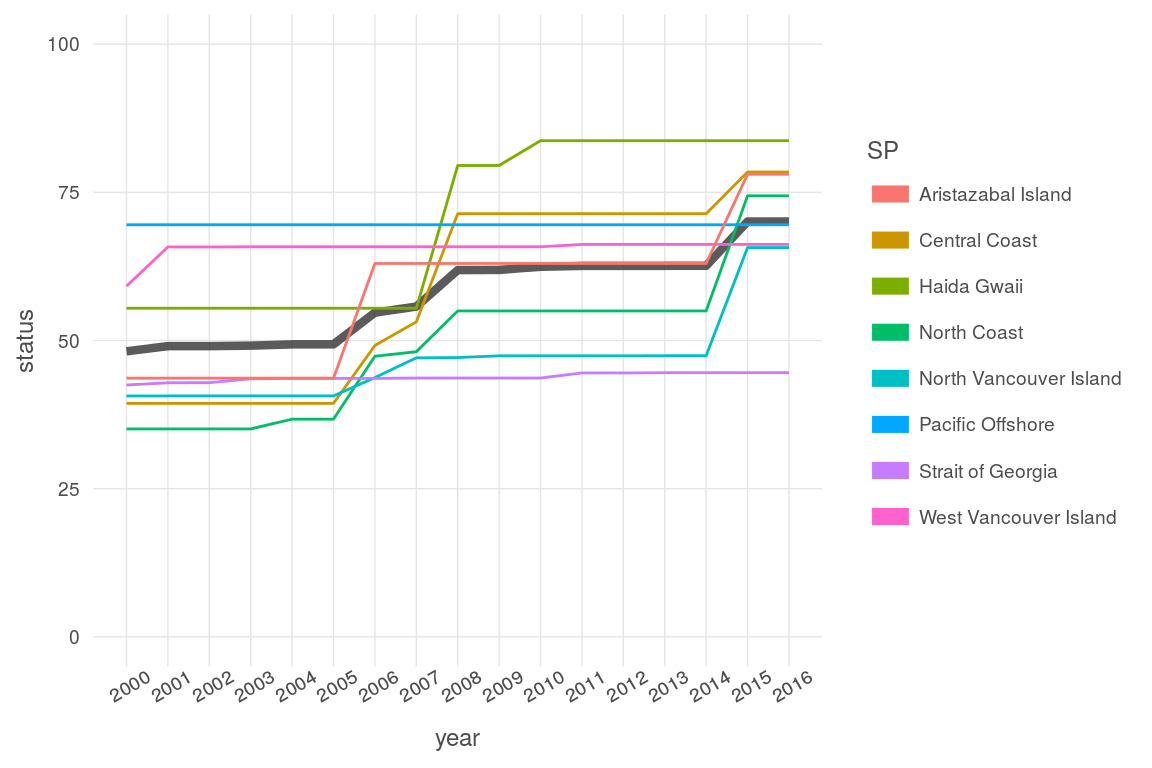 100
75
50
25
0
status
2000 2001 2002 2003 2004 2005 2006 2007 2008 2009 2010 2011 2012 2013 2014 2015 2016
year
SP
Aristazabal Island
Central Coast
Haida Gwaii
North Coast
North Vancouver Island
Pacific Offshore
Strait of Georgia
West Vancouver Island